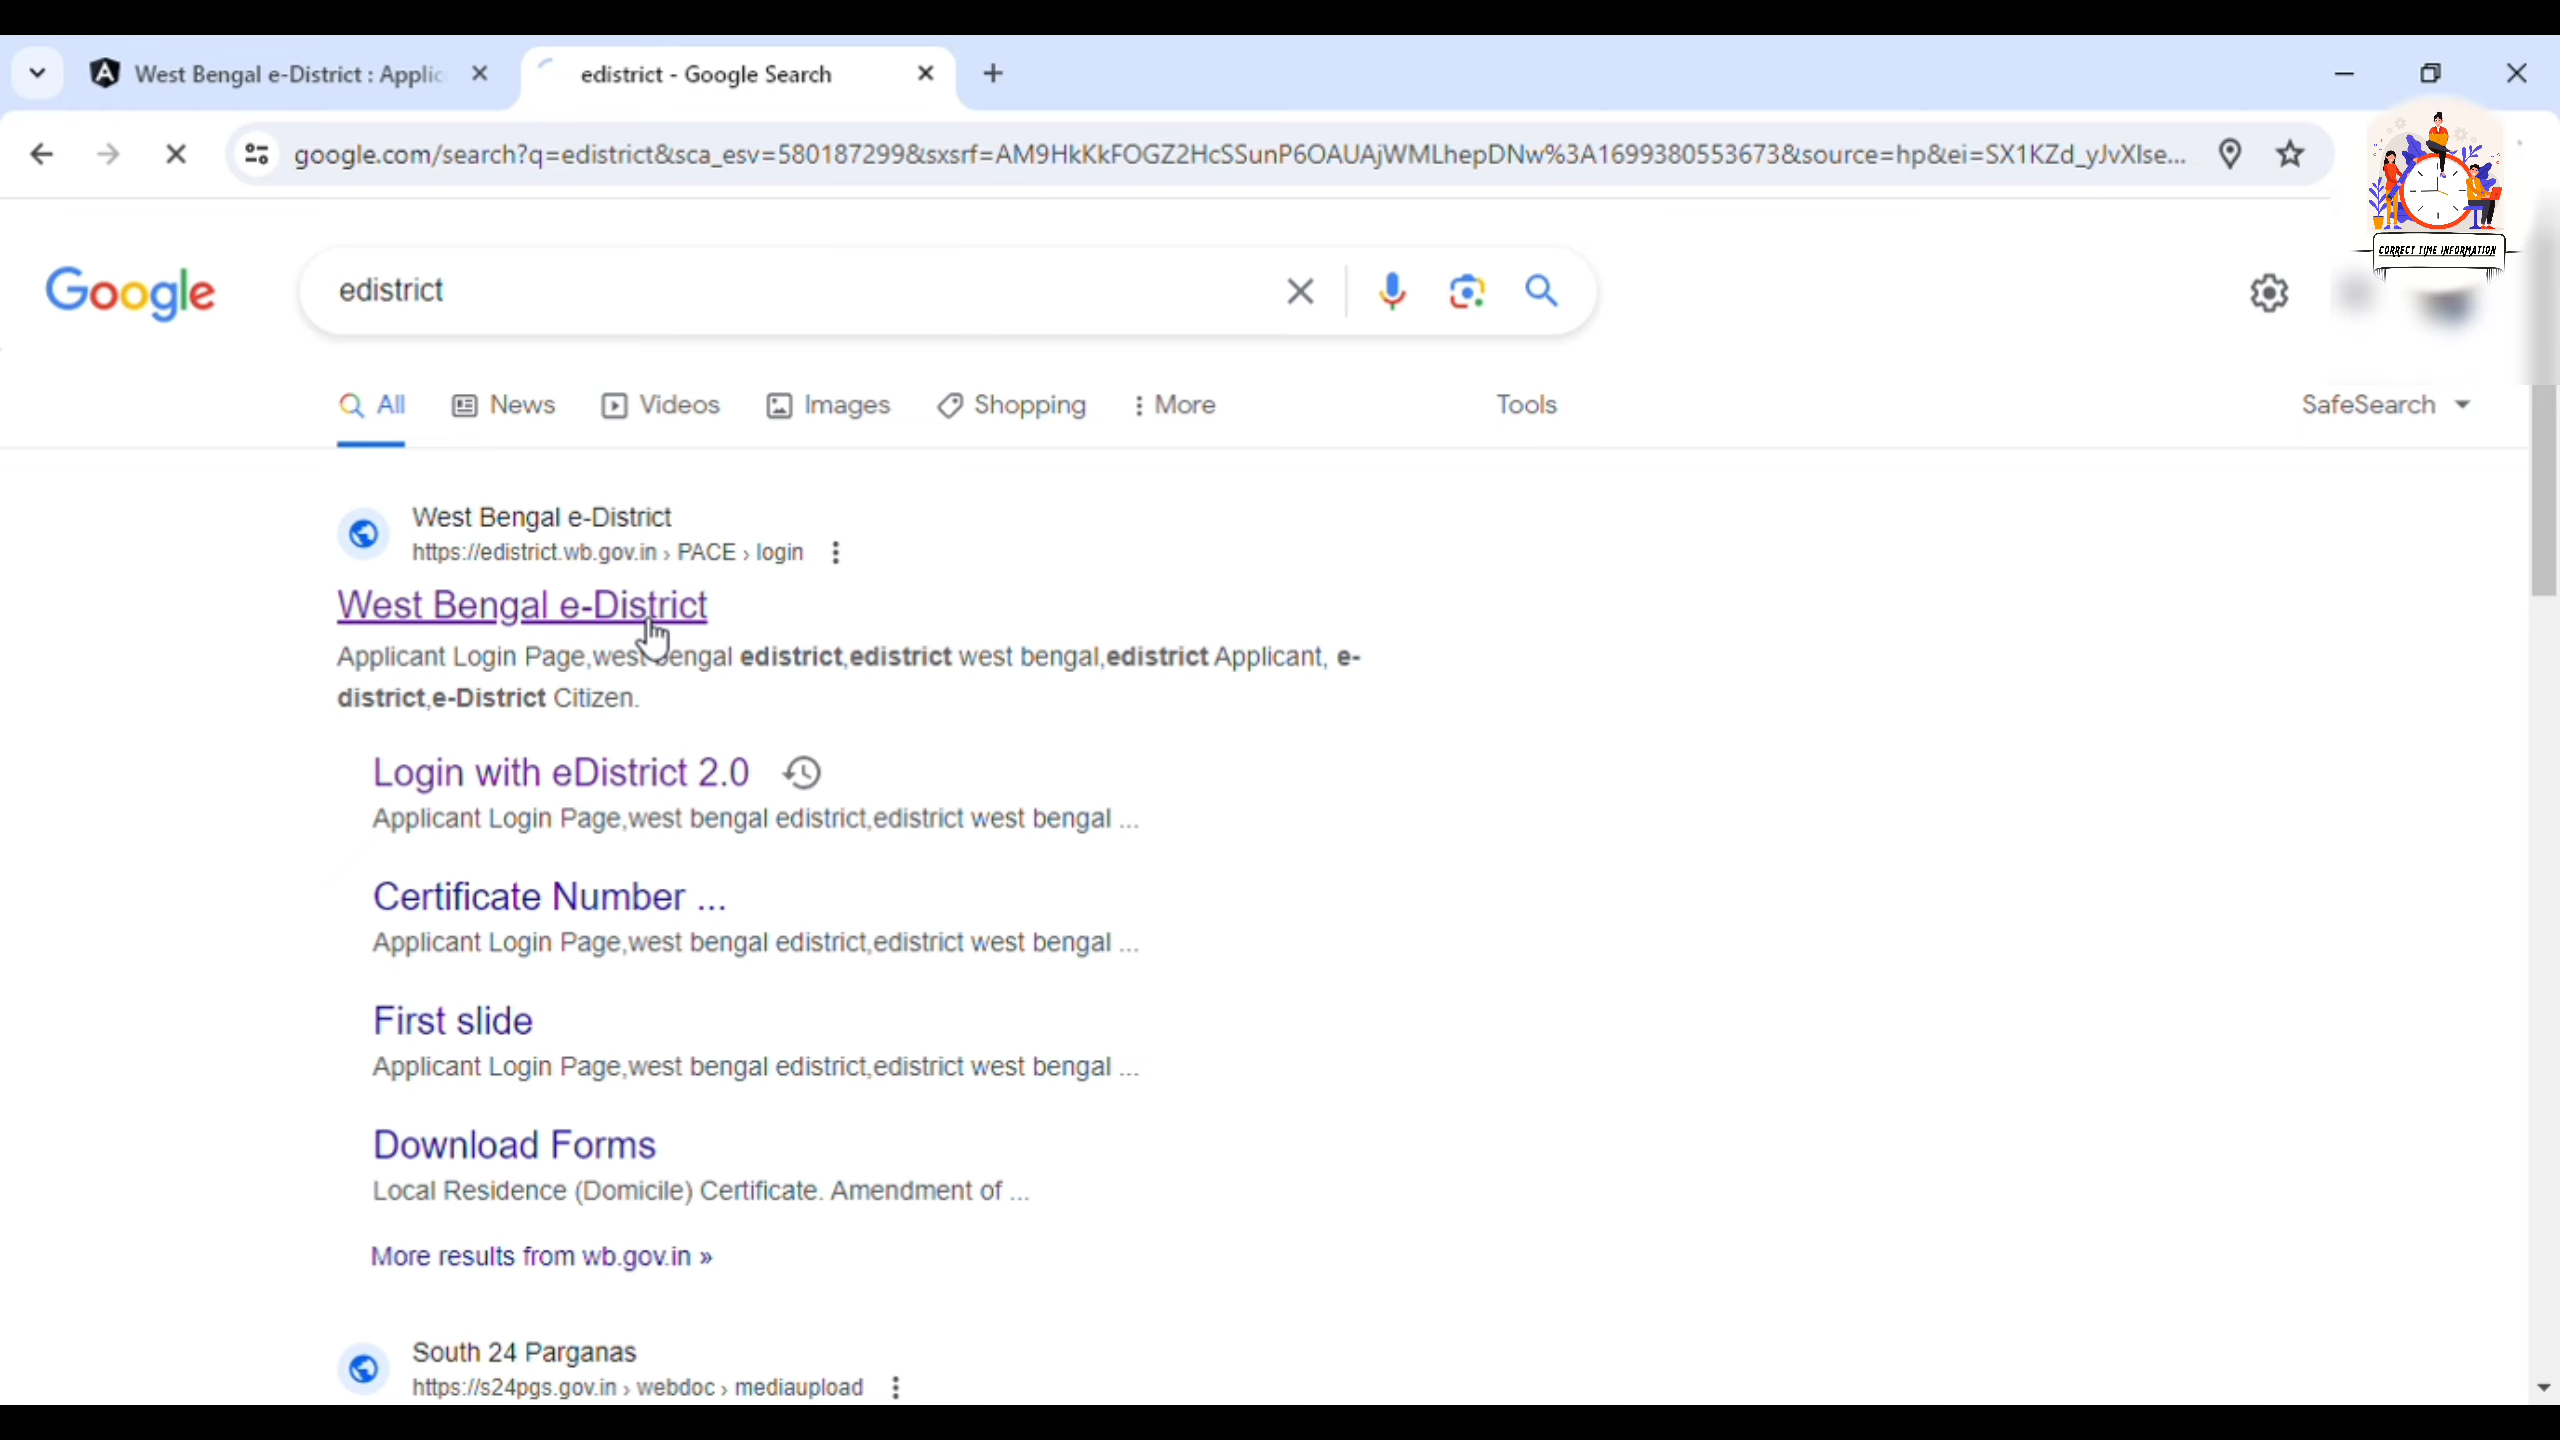 West Bengal e-District : Applic
edistrict - Google Search
google.com/search?q=edistrict&sca_esv=580187299&sxsrf=AM9HkKkFOGZ2HcSSunP6OAUAjWMLhepDNw%3A1699380553673&source=hp&ei=SX1KZd_yJvXIse...
CORRECT TIME INFORMATION
Google
edistrict
All
News
Videos
Images
Shopping
More
Tools
SafeSearch
West Bengal e-District
https://edistrict.wb.gov.in › PACE › login
West Bengal e-District
Applicant Login Page,west bengal edistrict,edistrict west bengal,edistrict Applicant, e-
district,e-District Citizen.
Login with eDistrict 2.0
Applicant Login Page,west bengal edistrict,edistrict west bengal ...
Certificate Number ...
Applicant Login Page,west bengal edistrict,edistrict west bengal ...
First slide
Applicant Login Page,west bengal edistrict,edistrict west bengal ...
Download Forms
Local Residence (Domicile) Certificate. Amendment of ...
More results from wb.gov.in »
South 24 Parganas
https://s24pgs.gov.in › webdoc › mediaupload